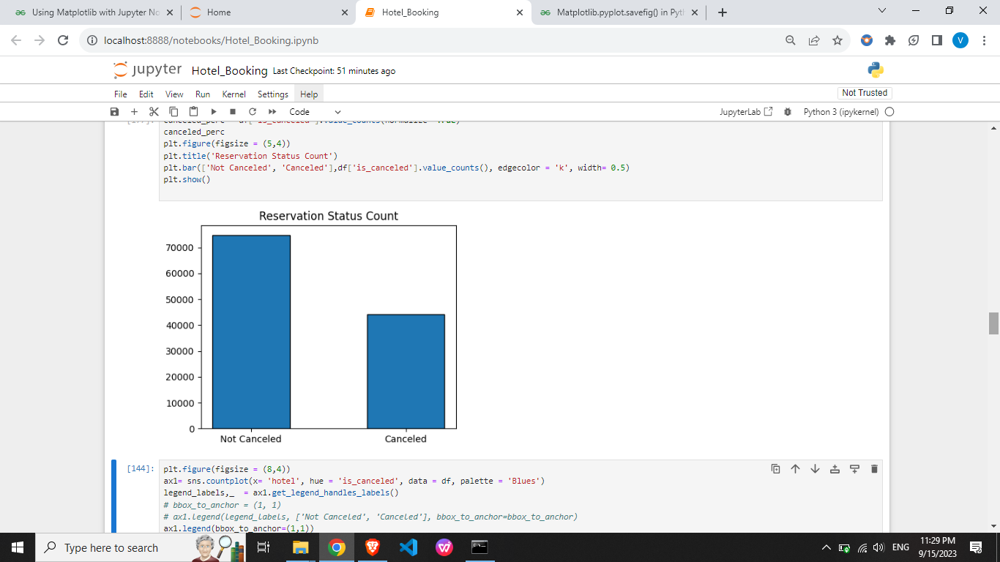 Using Matplotlib with Jupyter No
Home
Hotel_Booking
Matplotlib.pyplot.savefig() in Pyt
localhost:8888/notebooks/Hotel_Booking.ipynb
V
jupyter Hotel_Booking Last Checkpoint: 51 minutes ago
File Edit View Run Kernel Settings Help
Not Trusted
Code
JupyterLab
Python 3 (ipykernel)
canceled_perc
plt.figure(figsize = (5,4))
plt.title('Reservation Status Count')
plt.bar(['Not Canceled', 'Canceled'],df['is_canceled'].value_counts(), edgecolor = 'k', width= 0.5)
plt.show()
Reservation Status Count
70000
60000
50000
40000
30000
20000
10000
0
Not Canceled Canceled
[144]: plt.figure(figsize = (8,4))
ax1= sns.countplot(x= 'hotel', hue = 'is_canceled', data = df, palette = 'Blues')
legend_labels,_  = ax1.get_legend_handles_labels()
# bbox_to_anchor = (1, 1)
# ax1.legend(legend_labels, ['Not Canceled', 'Canceled'], bbox_to_anchor=bbox_to_anchor)
ax1.legend(bbox_to_anchor=(1,1))
Type here to search
ENG
11:29 PM
9/15/2023